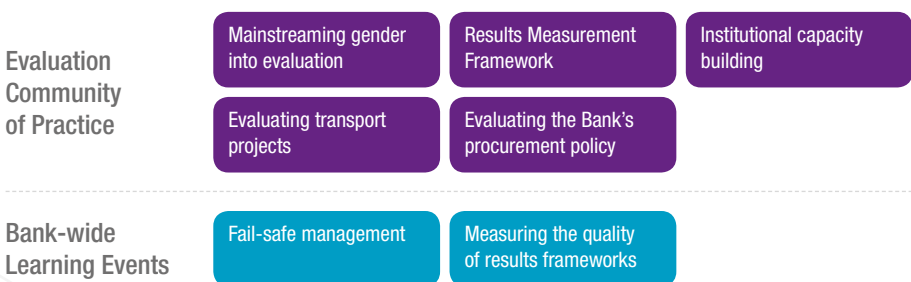 Evaluation
Community
of Practice
Mainstreaming gender
into evaluation
Results Measurement
Framework
Institutional capacity
building
Evaluating transport
projects
Evaluating the Bank's
procurement policy
Bank-wide
Learning Events
Fail-safe management
Measuring the quality
of results frameworks